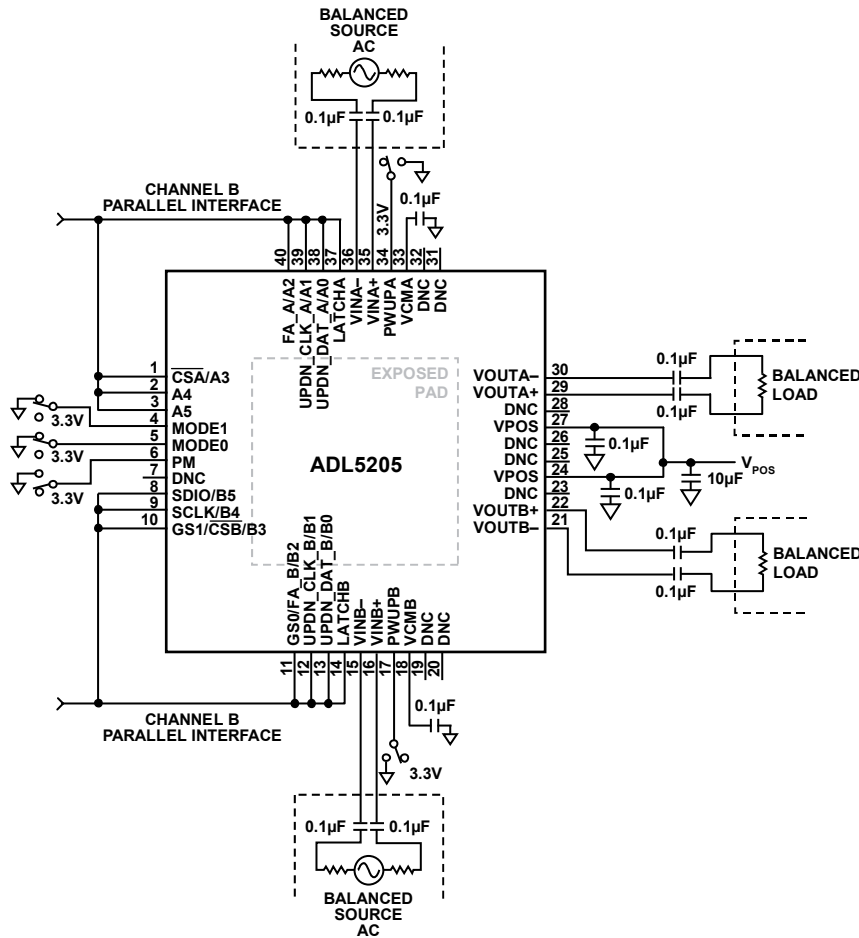 BALANCED
SOURCE
AC
0.1µF 0.1µF
CHANNEL B
PARALLEL INTERFACE
3.3V
0.1µF
40
39
38
37
36
35
34
33
32
31
FA_A/A2
UPDN_CLK_A/A1
UPDN_DAT_A/A0
LATCHA
VINA–
VINA+
PWUPA
VCMA
DNC
DNC
1 CSA/A3
2 A4
3 A5
4 MODE1
5 MODE0
6 PM
7 DNC
8 SDIO/B5
9 SCLK/B4
10 GS1/CSB/B3
3.3V
3.3V
3.3V
EXPOSED
PAD
ADL5205
VOUTA– 30
VOUTA+ 29
DNC 28
VPOS 27
DNC 26
DNC 25
VPOS 24
DNC 23
VOUTB+ 22
VOUTB– 21
0.1µF
0.1µF
BALANCED
LOAD
0.1µF
0.1µF
10µF
VPOS
0.1µF
0.1µF
BALANCED
LOAD
GS0/FA_B/B2
UPDN_CLK_B/B1
UPDN_DAT_B/B0
LATCHB
VINB–
VINB+
PWUPB
VCMB
DNC
DNC
11
12
13
14
15
16
17
18
19
20
CHANNEL B
PARALLEL INTERFACE
0.1µF
3.3V
0.1µF 0.1µF
BALANCED
SOURCE
AC